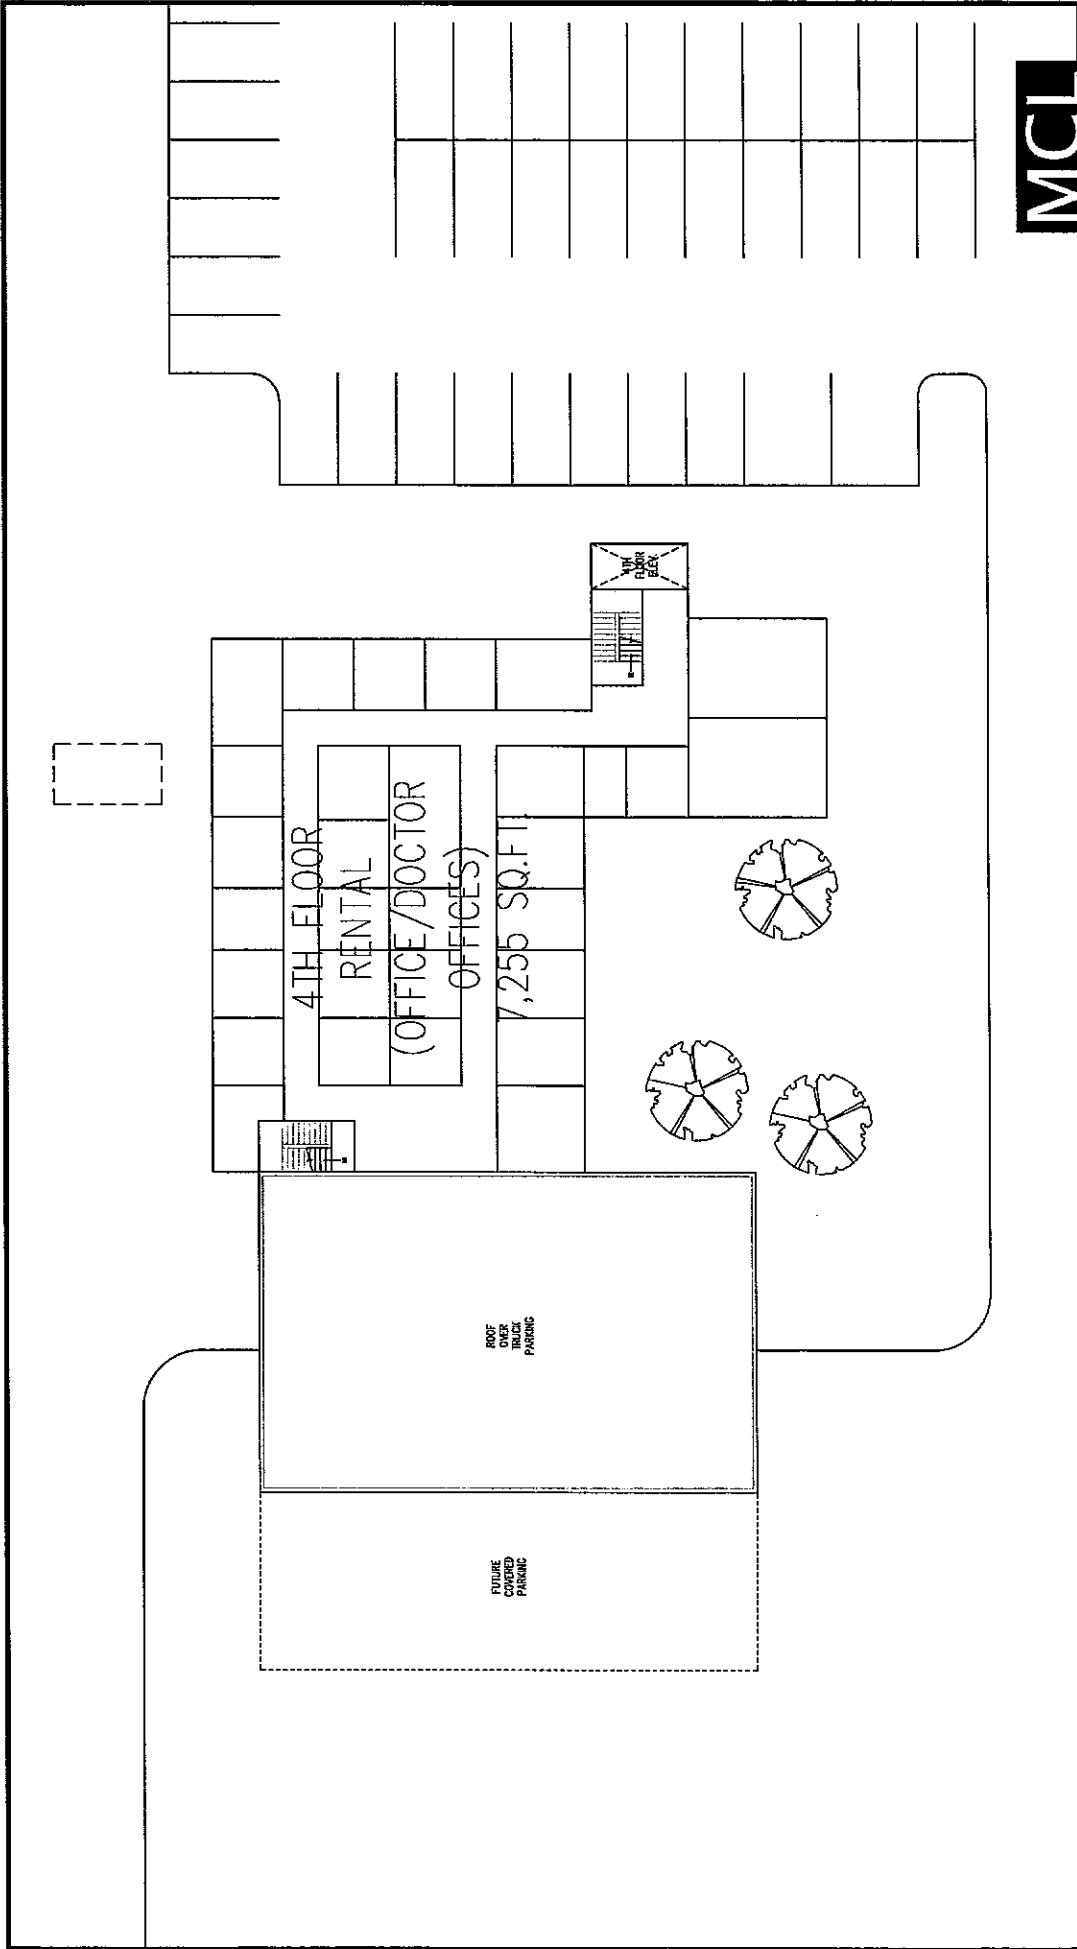 MCL
4TH
FLOOR
ELEV.
4TH FLOOR
RENTAL
(OFFICE/DOCTOR
OFFICES)
7,255 SQ.FT.
ROOF
OVER
TRUCK
PARKING
FUTURE
COVERED
PARKING